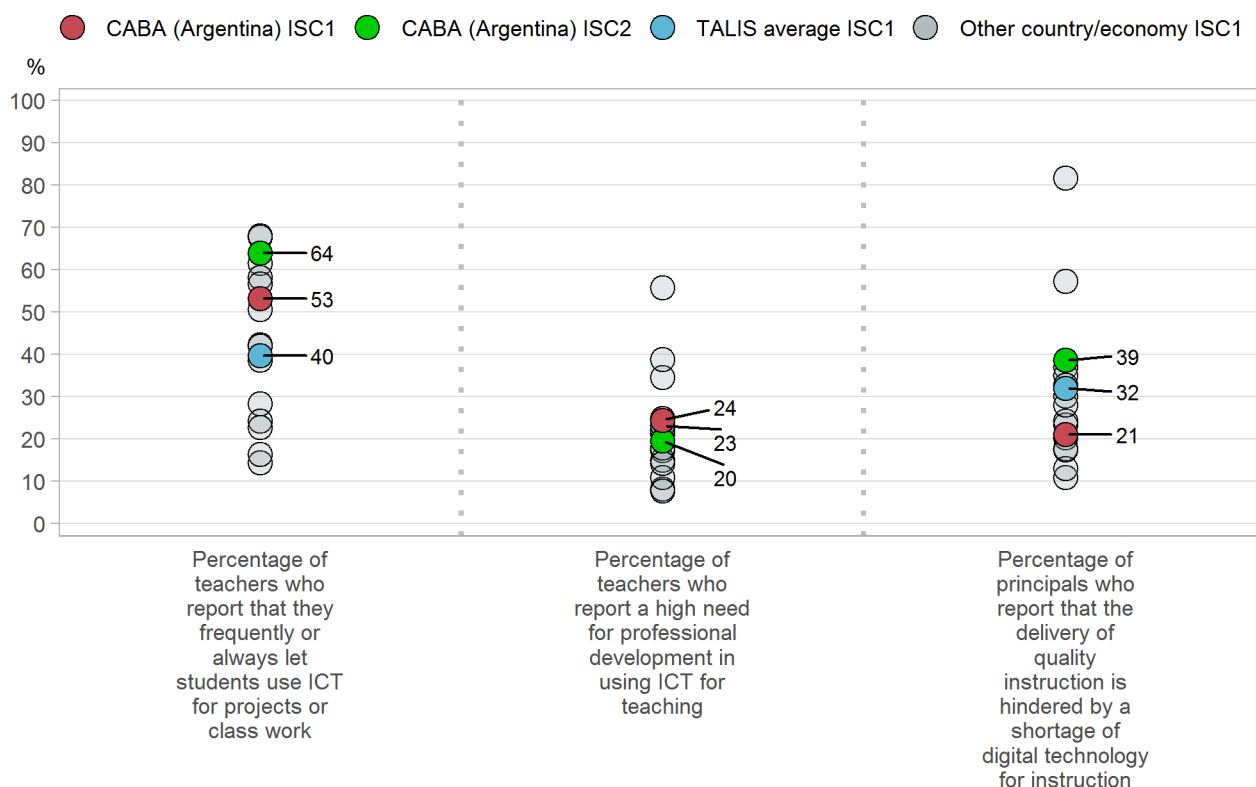 CABA (Argentina) ISC1 CABA (Argentina) ISC2 TALIS average ISC1 Other country/economy ISC1
%
100
90
80
70
60
50
40
30
20
10
0
64
53
40
24
23
20
39
32
21
Percentage of
teachers who
report that they
frequently or
always let
students use ICT
for projects or
class work
Percentage of
teachers who
report a high need
for professional
development in
using ICT for
teaching
Percentage of
principals who
report that the
delivery of
quality
instruction is
hindered by a
shortage of
digital technology
for instruction